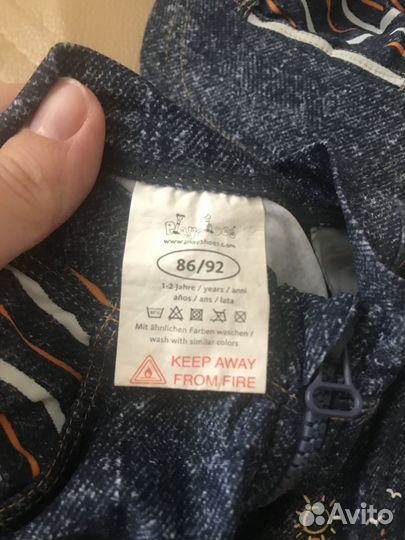 Playshoes
www.playshoes.com
86/92
1-2 Jahre / years / anni
años / ans / lata
Mit ähnlichen Farben waschen /
wash with similar colors
KEEP AWAY
FROM FIRE
Avito